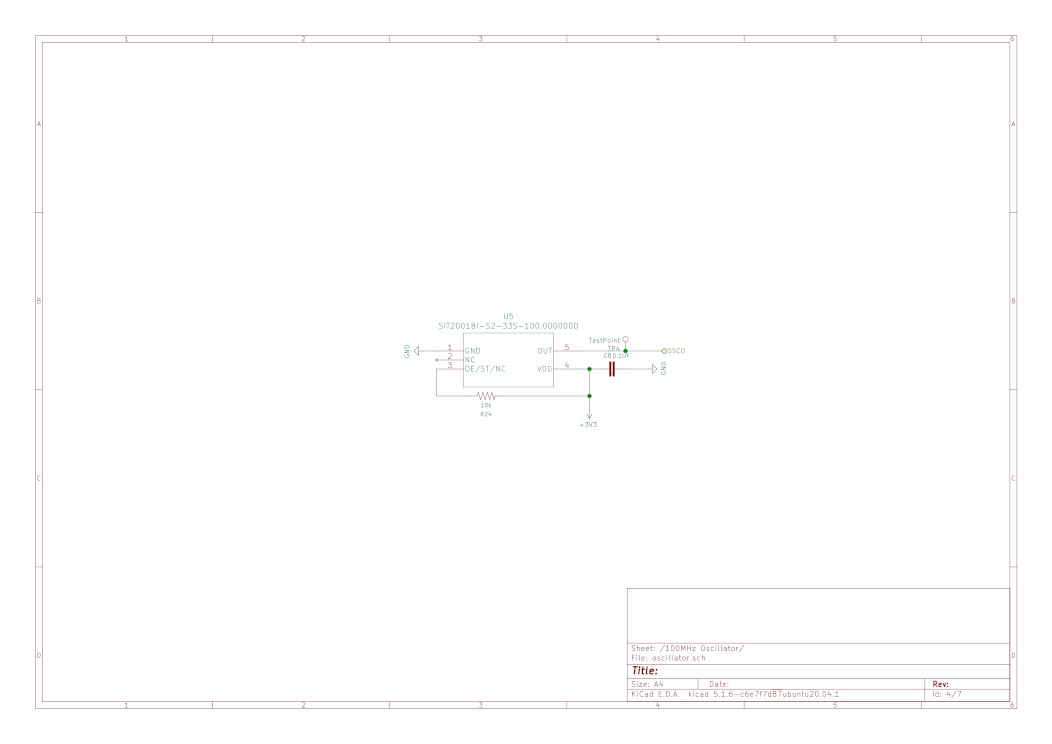 1 2 3 4 5 6
A A
U5
SIT2001BI-S2-33S-100.000000D
GND 1 GND OUT 5 TestPoint TP4 OSCO
2 NC C8 0.1uF
3 OE/ST/NC VDD 4 GND
10k
R24
+3V3
B B
C C
D D
Sheet: /100MHz Oscillator/
File: oscillator.sch
Title:
Size: A4 Date: Rev:
KiCad E.D.A. kicad 5.1.6-c6e7f7d87ubuntu20.04.1 Id: 4/7
1 2 3 4 5 6